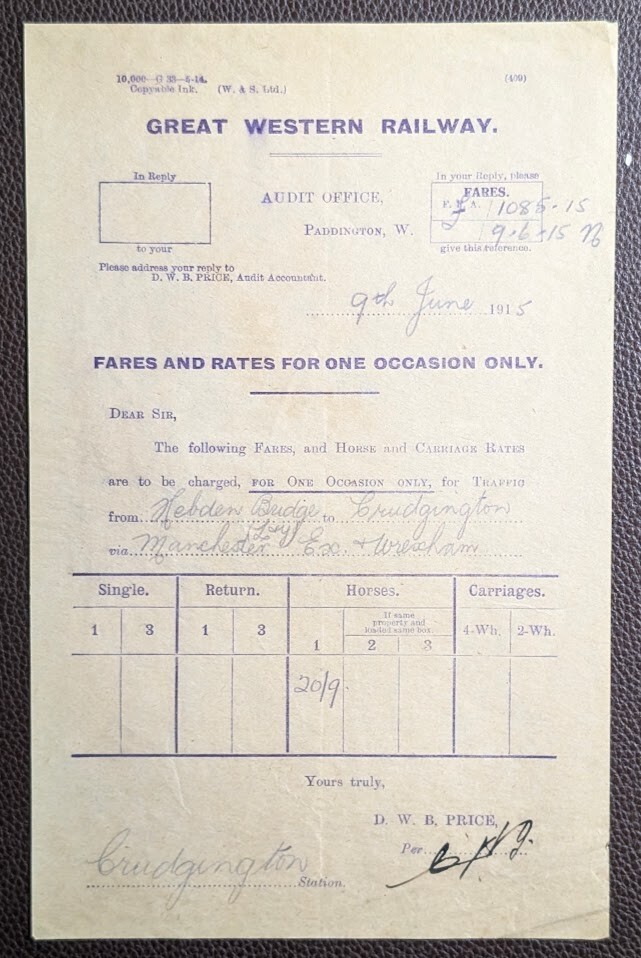 10,000—G 33—5-14. (409)
Copyable Ink. (W. & S. Ltd.)
GREAT WESTERN RAILWAY.
In Reply
to your
AUDIT OFFICE,
PADDINGTON, W.
In your Reply, please
FARES.
1085·15
9·6·15
give this reference.
Please address your reply to
D. W. B. PRICE, Audit Accountant.
9th June 1915
FARES AND RATES FOR ONE OCCASION ONLY.
DEAR SIR,
The following FARES, and HORSE and CARRIAGE RATES
are to be charged, FOR ONE OCCASION ONLY, for TRAFFIC
from Hebden Bridge to Crudgington
(L&Y)
via Manchester Ex. & Wrexham
Single. Return. Horses. Carriages.
If same
property and
loaded same box.
1 3 1 3 1 2 3 4-Wh. 2-Wh.
20/9
Yours truly,
D. W. B. PRICE,
Per
Crudgington Station.